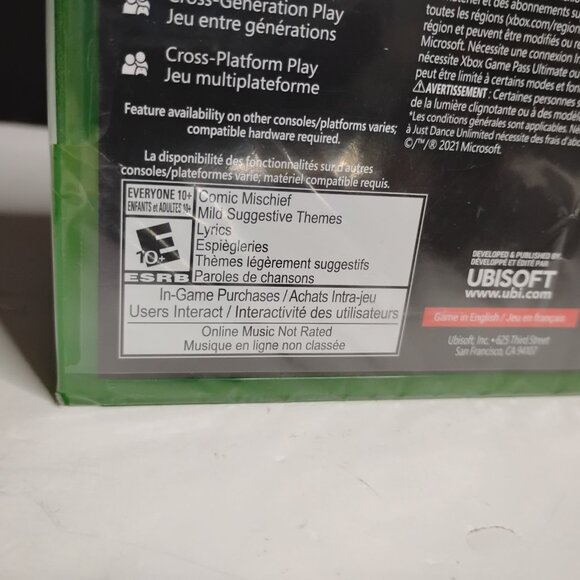 Cross-Generation Play
Jeu entre générations
Cross-Platform Play
Jeu multiplateforme
Feature availability on other consoles/platforms varies;
compatible hardware required.
La disponibilité des fonctionnalités sur d'autres
consoles/plateformes varie; matériel compatible requis.
EVERYONE 10+
ENFANTS et ADULTES 10+
E
10+
ESRB
Comic Mischief
Mild Suggestive Themes
Lyrics
Espiègleries
Thèmes légèrement suggestifs
Paroles de chansons
In-Game Purchases / Achats Intra-jeu
Users Interact / Interactivité des utilisateurs
Online Music Not Rated
Musique en ligne non classée
et des abonnements
toutes les régions (xbox.com/region
région et peuvent être modifiés ou
Microsoft. Nécessite une connexion
nécessite Xbox Game Pass Ultimate ou
peut être limité à certains modes et
⚠AVERTISSEMENT : Certaines personnes
de la lumière clignotante ou à des
*Les conditions générales sont applicables.
à Just Dance Unlimited nécessite des frais
©/™/® 2021 Microsoft.
DEVELOPED & PUBLISHED BY
DÉVELOPPÉ ET ÉDITÉ PAR
UBISOFT
www.ubi.com
Game in English / Jeu en français
Ubisoft, Inc. • 625 Third Street
San Francisco, CA 94107